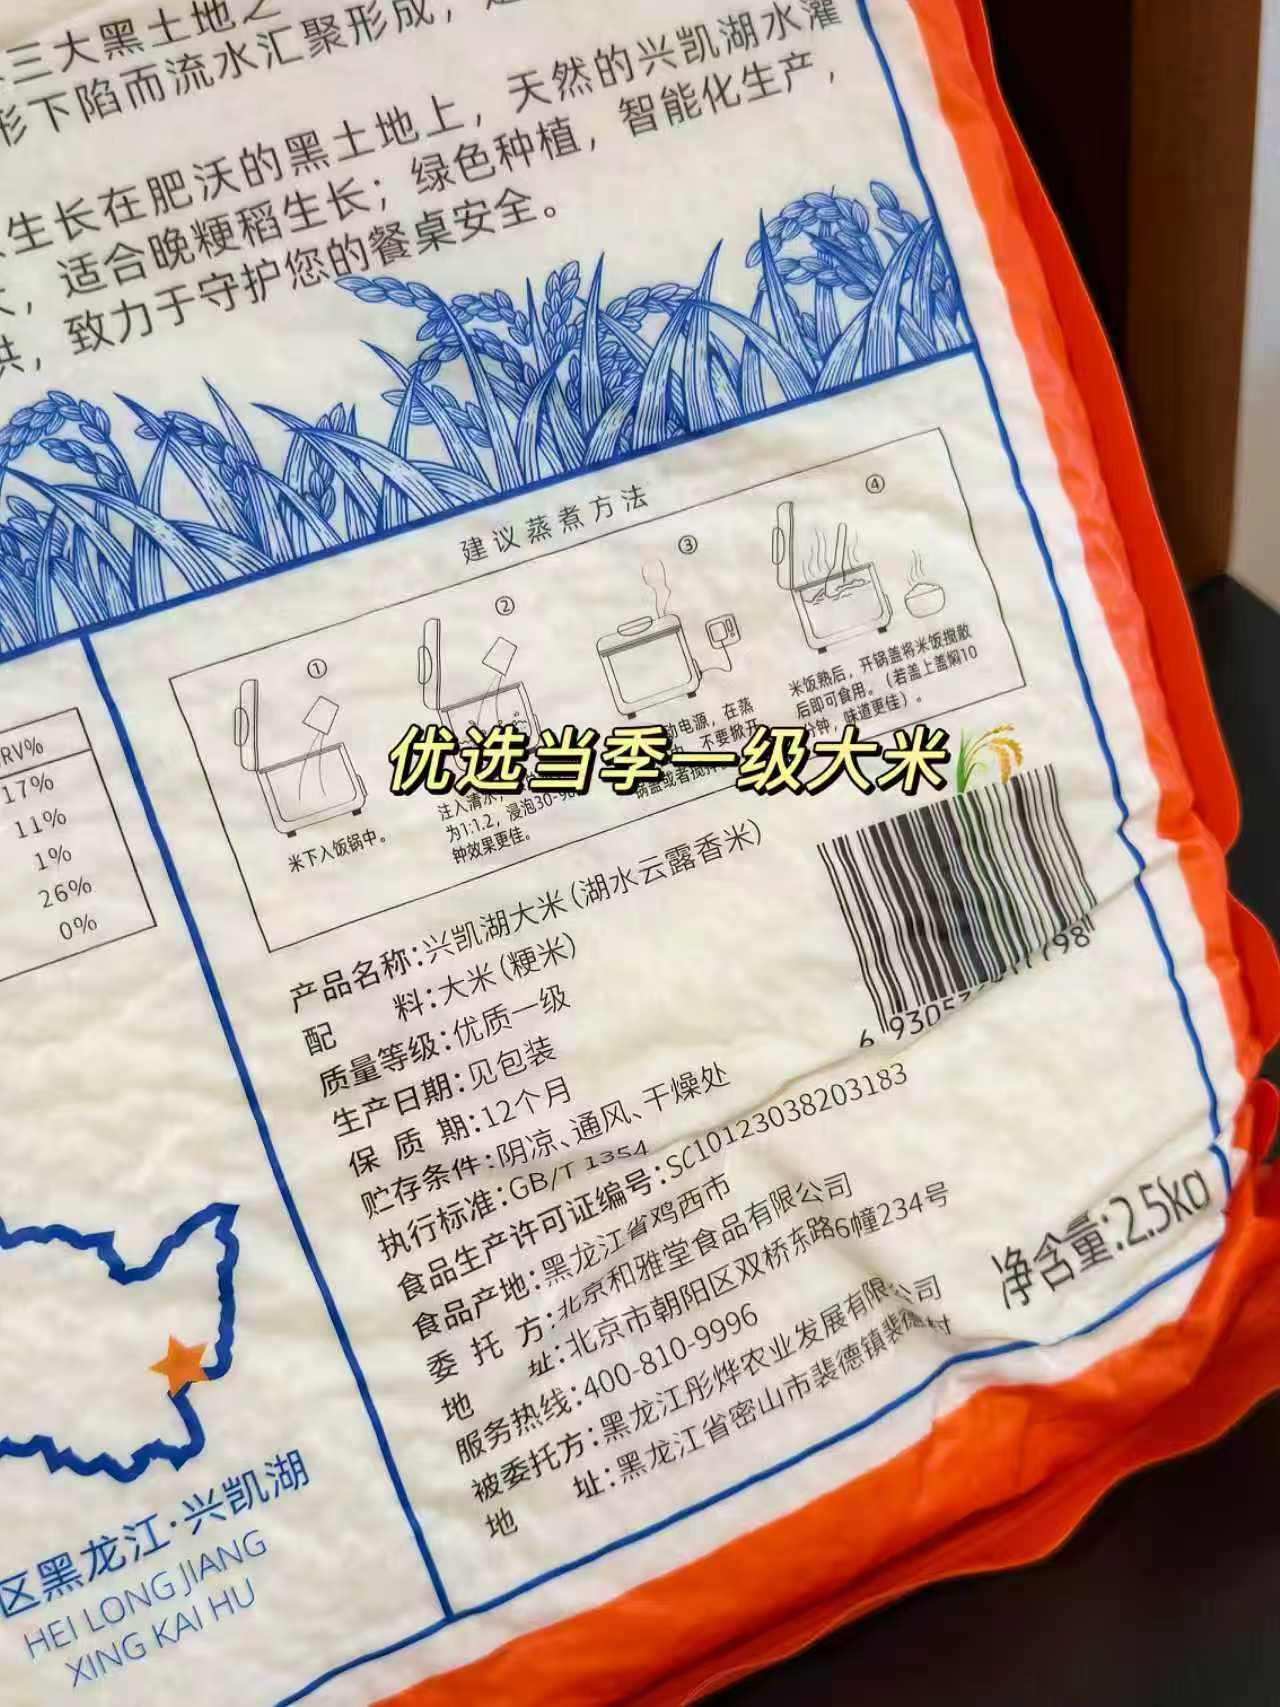 三大黑土地之
形下陷而流水汇聚形成，
生长在肥沃的黑土地上，天然的兴凯湖水灌
，适合晚粳稻生长；绿色种植，智能化生产，
供，致力于守护您的餐桌安全。
建议蒸煮方法
①
②
③
④
米下入饭锅中。
注入清水，
为1:1.2，浸泡30-
钟效果更佳。
动电源，在蒸
不要掀开
锅盖或者搅拌
米饭熟后，开锅盖将米饭搅散
后即可食用。（若盖上盖焖10
分钟，味道更佳）。
优选当季一级大米
RV%
17%
11%
1%
26%
0%
产品名称：兴凯湖大米（湖水云露香米）
配料：大米（粳米）
质量等级：优质一级
生产日期：见包装
保质期：12个月
贮存条件：阴凉、通风、干燥处
执行标准：GB/T 1354
食品生产许可证编号：SC10123038203183
食品产地：黑龙江省鸡西市
委托方：北京和雅堂食品有限公司
地址：北京市朝阳区双桥东路6幢234号
服务热线：400-810-9996
被委托方：黑龙江彤烨农业发展有限公司
地址：黑龙江省密山市裴德镇裴德村
净含量：2.5kg
区黑龙江·兴凯湖
HEI LONG JIANG
XING KAI HU